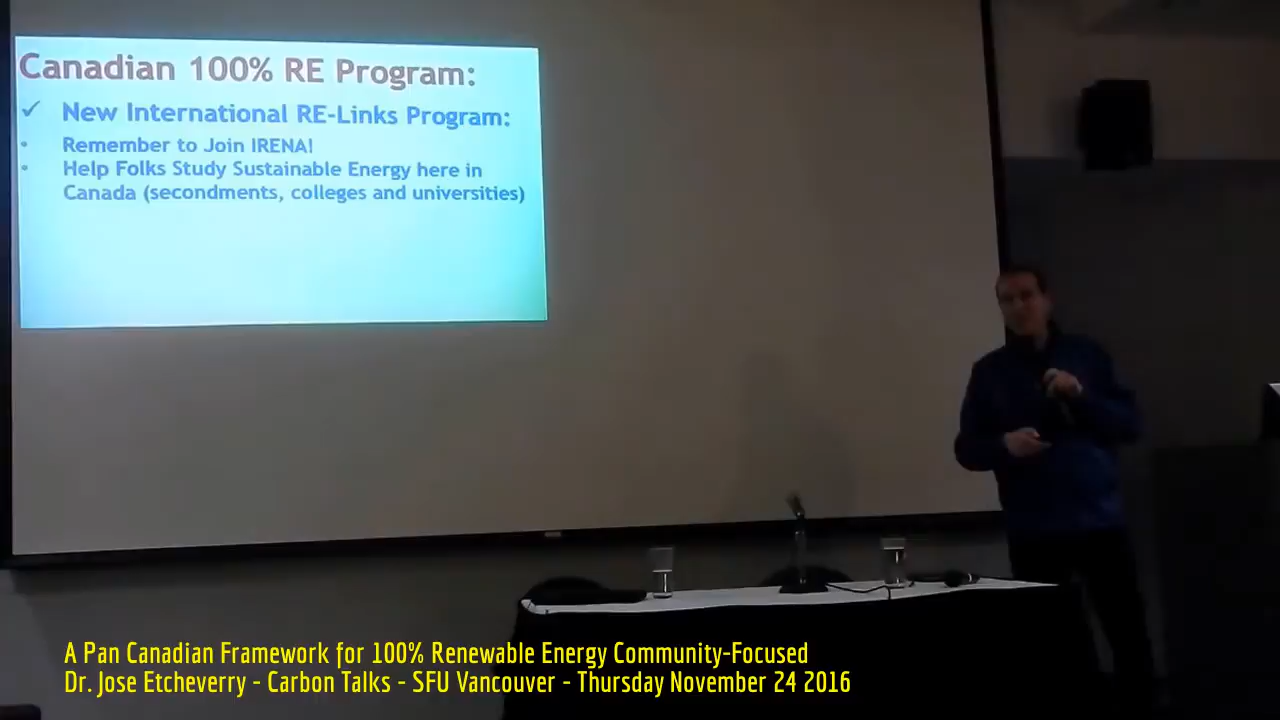 Canadian 100% RE Program:
✓ New International RE-Links Program:
• Remember to Join IRENA!
• Help Folks Study Sustainable Energy here in
Canada (secondments, colleges and universities)
A Pan Canadian Framework for 100% Renewable Energy Community-Focused
Dr. Jose Etcheverry - Carbon Talks - SFU Vancouver - Thursday November 24 2016